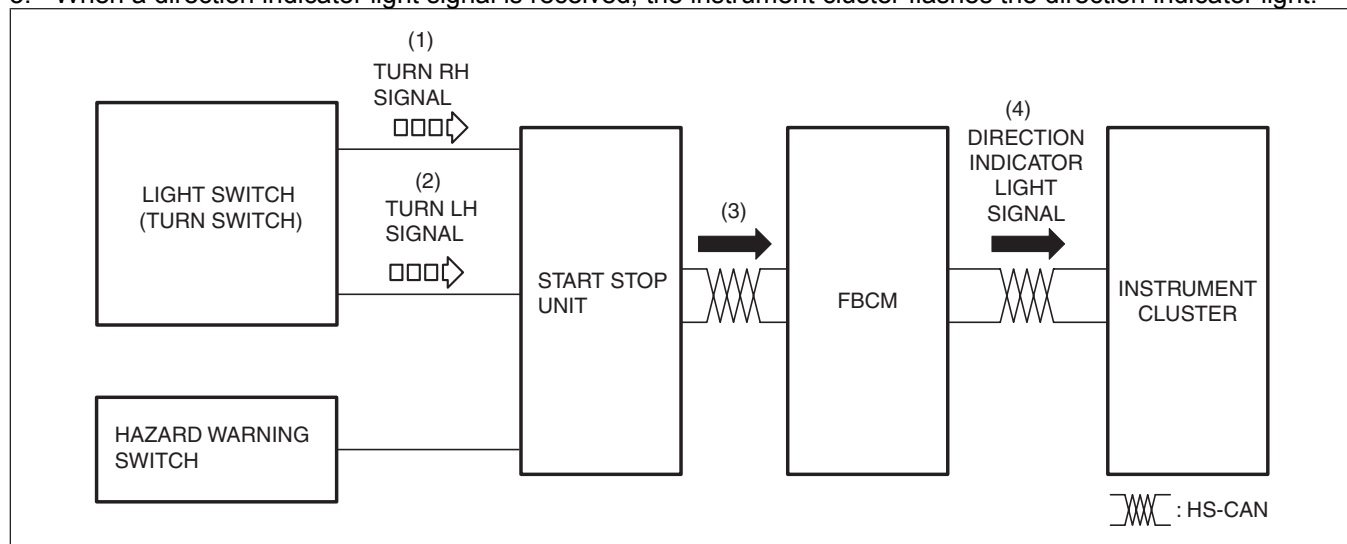 When a direction indicator light signal is received, the instrument cluster flashes the direction indicator light.
(1)
TURN RH
SIGNAL
(2)
TURN LH
SIGNAL
LIGHT SWITCH
(TURN SWITCH)
HAZARD WARNING
SWITCH
START STOP
UNIT
(3)
FBCM
(4)
DIRECTION
INDICATOR
LIGHT
SIGNAL
INSTRUMENT
CLUSTER
: HS-CAN